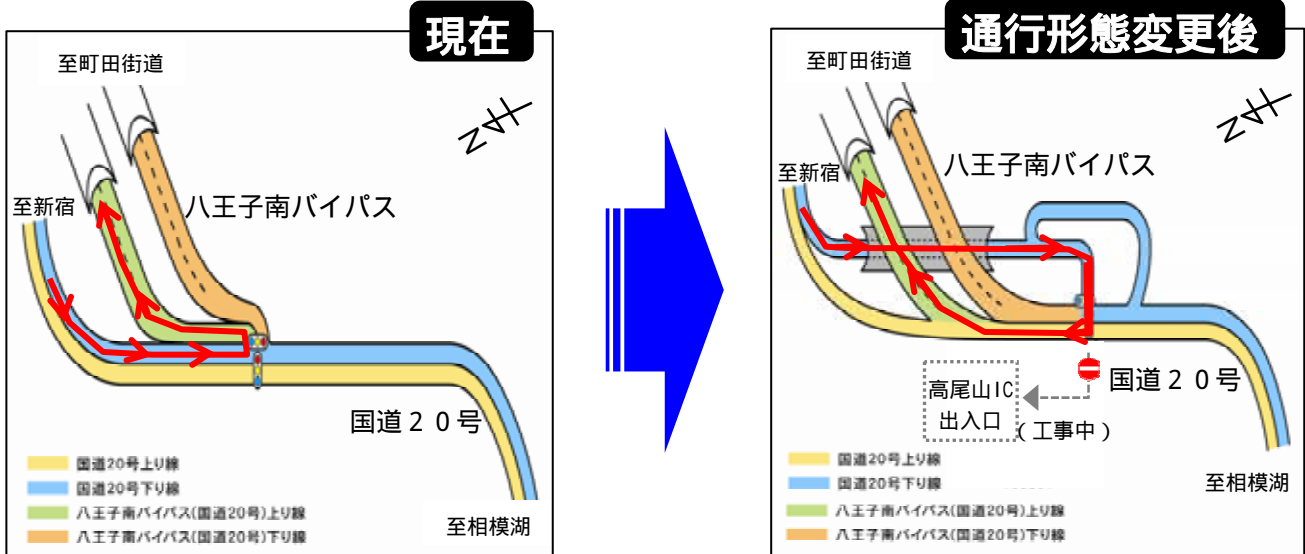 現在
至町田街道
至新宿
八王子南バイパス
国道２０号
国道20号上り線
国道20号下り線
八王子南バイパス(国道20号)上り線
八王子南バイパス(国道20号)下り線
至相模湖
通行形態変更後
至町田街道
至新宿
八王子南バイパス
国道２０号
高尾山IC
出入口
(工事中)
国道20号上り線
国道20号下り線
八王子南バイパス(国道20号)上り線
八王子南バイパス(国道20号)下り線
至相模湖